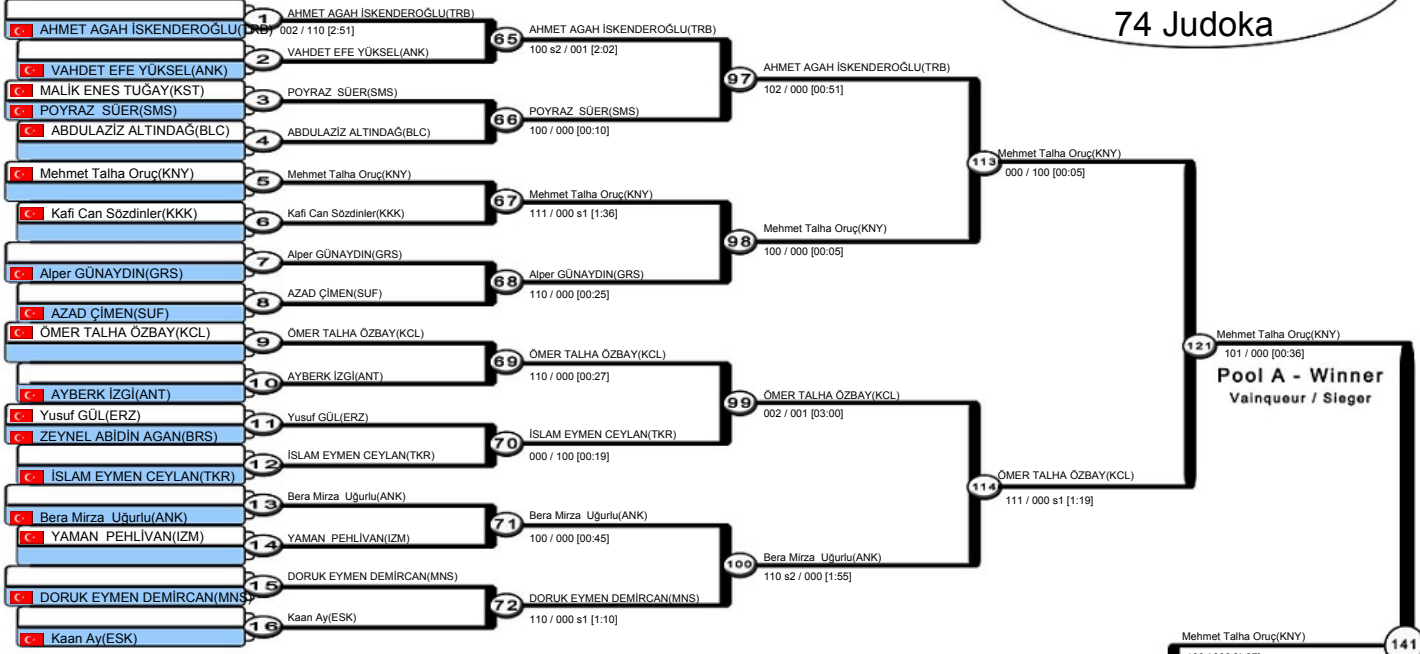 74 Judoka
AHMET AGAH İSKENDEROĞLU(TRB)
1
AHMET AGAH İSKENDEROĞLU(TRB)
002 / 110 [2:51]
VAHDET EFE YÜKSEL(ANK)
2
VAHDET EFE YÜKSEL(ANK)
65
AHMET AGAH İSKENDEROĞLU(TRB)
100 s2 / 001 [2:02]
MALİK ENES TUĞAY(KST)
POYRAZ SÜER(SMS)
3
POYRAZ SÜER(SMS)
ABDULAZİZ ALTINDAĞ(BLC)
4
ABDULAZİZ ALTINDAĞ(BLC)
66
POYRAZ SÜER(SMS)
100 / 000 [00:10]
97
AHMET AGAH İSKENDEROĞLU(TRB)
102 / 000 [00:51]
Mehmet Talha Oruç(KNY)
5
Mehmet Talha Oruç(KNY)
Kafi Can Sözdinler(KKK)
6
Kafi Can Sözdinler(KKK)
67
Mehmet Talha Oruç(KNY)
111 / 000 s1 [1:36]
Alper GÜNAYDIN(GRS)
7
Alper GÜNAYDIN(GRS)
AZAD ÇİMEN(SUF)
8
AZAD ÇİMEN(SUF)
68
Alper GÜNAYDIN(GRS)
110 / 000 [00:25]
98
Mehmet Talha Oruç(KNY)
100 / 000 [00:05]
113
Mehmet Talha Oruç(KNY)
000 / 100 [00:05]
ÖMER TALHA ÖZBAY(KCL)
9
ÖMER TALHA ÖZBAY(KCL)
AYBERK İZGİ(ANT)
10
AYBERK İZGİ(ANT)
69
ÖMER TALHA ÖZBAY(KCL)
110 / 000 [00:27]
Yusuf GÜL(ERZ)
ZEYNEL ABİDİN AGAN(BRS)
11
Yusuf GÜL(ERZ)
İSLAM EYMEN CEYLAN(TKR)
12
İSLAM EYMEN CEYLAN(TKR)
70
İSLAM EYMEN CEYLAN(TKR)
000 / 100 [00:19]
99
ÖMER TALHA ÖZBAY(KCL)
002 / 001 [03:00]
Bera Mirza Uğurlu(ANK)
13
Bera Mirza Uğurlu(ANK)
YAMAN PEHLİVAN(IZM)
14
YAMAN PEHLİVAN(IZM)
71
Bera Mirza Uğurlu(ANK)
100 / 000 [00:45]
DORUK EYMEN DEMİRCAN(MNS)
15
DORUK EYMEN DEMİRCAN(MNS)
Kaan Ay(ESK)
16
Kaan Ay(ESK)
72
DORUK EYMEN DEMİRCAN(MNS)
110 / 000 s1 [1:10]
100
Bera Mirza Uğurlu(ANK)
110 s2 / 000 [1:55]
114
ÖMER TALHA ÖZBAY(KCL)
111 / 000 s1 [1:19]
121
Mehmet Talha Oruç(KNY)
101 / 000 [00:36]
Pool A - Winner
Vainqueur / Sieger
Mehmet Talha Oruç(KNY)
141